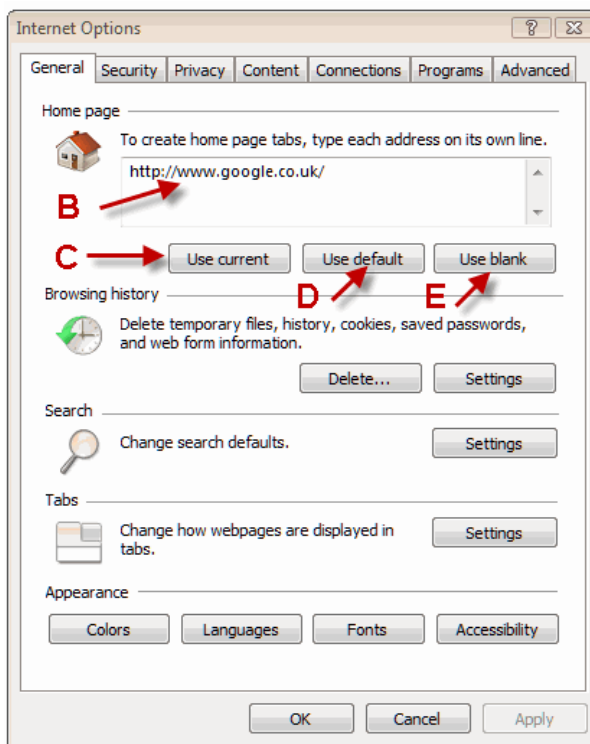 Internet Options
General Security Privacy Content Connections Programs Advanced
Home page
To create home page tabs, type each address on its own line.
http://www.google.co.uk/
B
C Use current Use default Use blank
D E
Browsing history
Delete temporary files, history, cookies, saved passwords,
and web form information.
Delete... Settings
Search
Change search defaults. Settings
Tabs
Change how webpages are displayed in
tabs.
Settings
Appearance
Colors Languages Fonts Accessibility
OK Cancel Apply